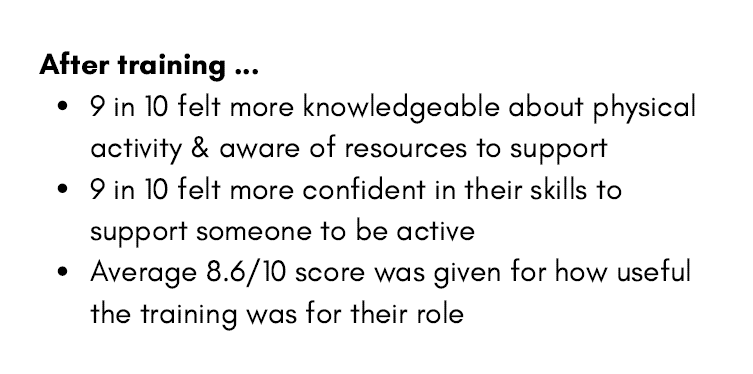 After training ...
• 9 in 10 felt more knowledgeable about physical
activity & aware of resources to support
• 9 in 10 felt more confident in their skills to
support someone to be active
• Average 8.6/10 score was given for how useful
the training was for their role